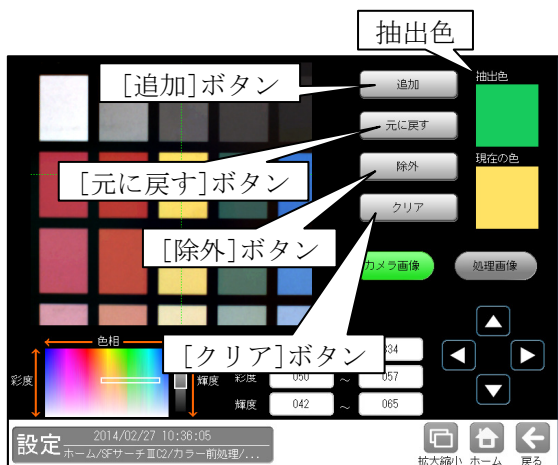 抽出色
[追加]ボタン
追加
抽出色
[元に戻す]ボタン
元に戻す
現在の色
[除外]ボタン
除外
クリア
カメラ画像
処理画像
[クリア]ボタン
色相
334
彩度
輝度
彩度
050
～
057
輝度
042
～
065
設定
2014/02/27 10:36:05
ホーム/SFサーチⅢC2/カラー前処理/...
拡大縮小
ホーム
戻る